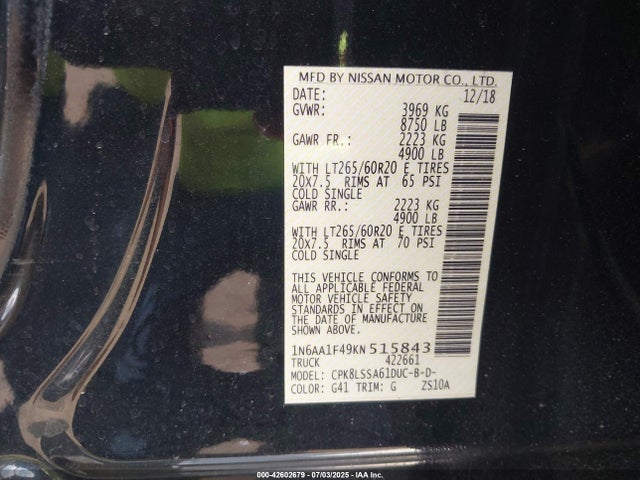 MFD BY NISSAN MOTOR CO., LTD.
DATE: 12/18
GVWR: 3969 KG
8750 LB
GAWR FR.: 2223 KG
4900 LB
WITH LT265/60R20 E TIRES
20X7.5 RIMS AT 65 PSI
COLD SINGLE
GAWR RR.: 2223 KG
4900 LB
WITH LT265/60R20 E TIRES
20X7.5 RIMS AT 70 PSI
COLD SINGLE
THIS VEHICLE CONFORMS TO
ALL APPLICABLE FEDERAL
MOTOR VEHICLE SAFETY
STANDARDS IN EFFECT ON
THE DATE OF MANUFACTURE
SHOWN ABOVE.
1N6AA1F49KN515843
TRUCK 422661
MODEL: CPK8LSSA61DUC-B-D-
COLOR: G41 TRIM: G ZS10A
000-42602679 - 07/03/2025 - IAA Inc.